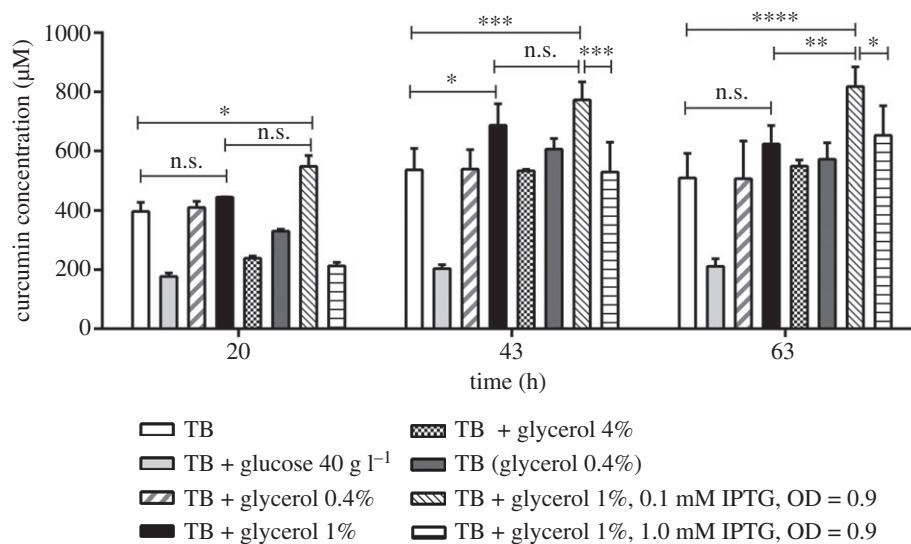 curcumin concentration (µM)
1000
800
600
400
200
0
*
n.s.
n.s.
***
n.s.
***
*
****
**
*
n.s.
20
43
63
time (h)
TB
TB + glucose 40 g l⁻¹
TB + glycerol 0.4%
TB + glycerol 1%
TB + glycerol 4%
TB (glycerol 0.4%)
TB + glycerol 1%, 0.1 mM IPTG, OD = 0.9
TB + glycerol 1%, 1.0 mM IPTG, OD = 0.9